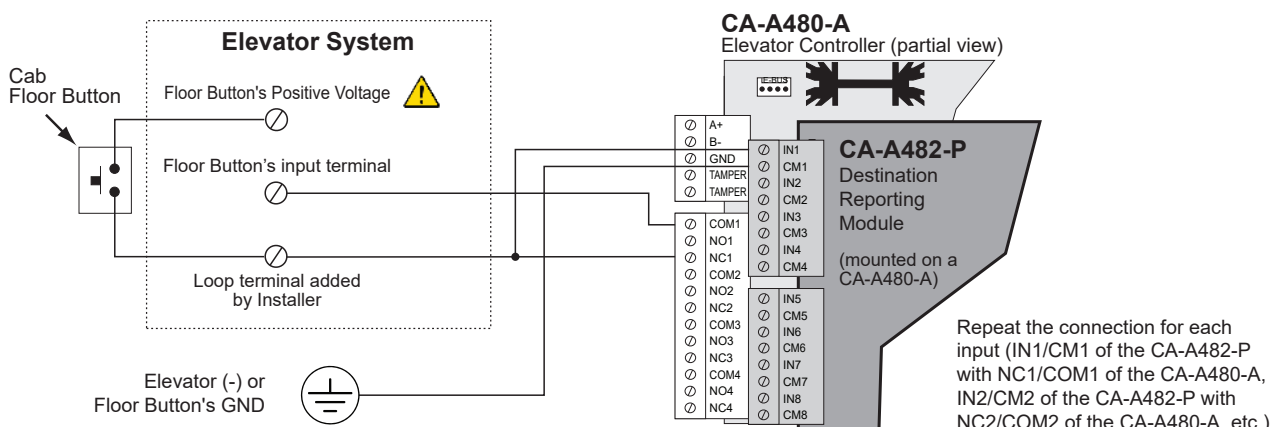 CA-A480-A
Elevator Controller (partial view)
Elevator System
Cab
Floor Button
Floor Button's Positive Voltage
!
Floor Button's input terminal
Loop terminal added
by Installer
Elevator (-) or
Floor Button's GND
E-BUS
A+
B-
GND
TAMPER
TAMPER
COM1
NO1
NC1
COM2
NO2
NC2
COM3
NO3
NC3
COM4
NO4
NC4
IN1
CM1
IN2
CM2
IN3
CM3
IN4
CM4
IN5
CM5
IN6
CM6
IN7
CM7
IN8
CM8
CA-A482-P
Destination
Reporting
Module
(mounted on a
CA-A480-A)
Repeat the connection for each
input (IN1/CM1 of the CA-A482-P
with NC1/COM1 of the CA-A480-A,
IN2/CM2 of the CA-A482-P with
NC2/COM2 of the CA-A480-A, etc.)